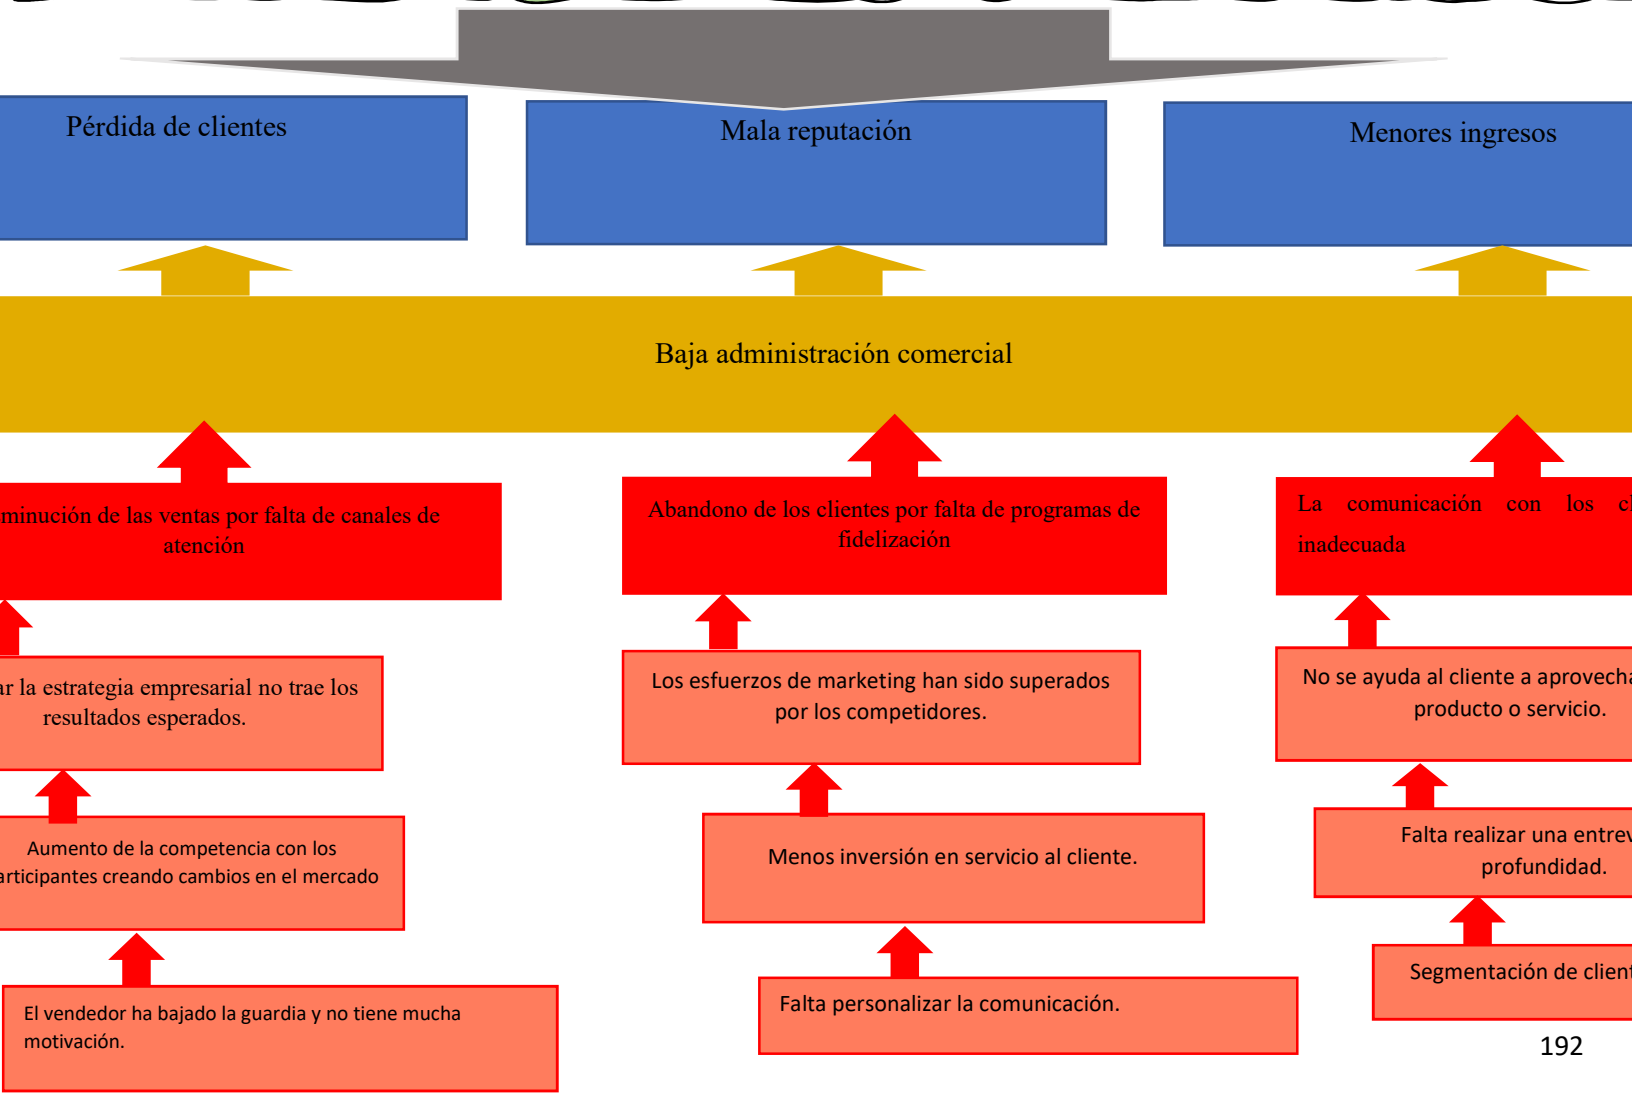 Pérdida de clientes
Mala reputación
Menores ingresos
Baja administración comercial
minución de las ventas por falta de canales de
atención
Abandono de los clientes por falta de programas de
fidelización
La comunicación con los
inadecuada
la estrategia empresarial no trae los
resultados esperados.
Los esfuerzos de marketing han sido superados
por los competidores.
No se ayuda al cliente a aprovecha
producto o servicio.
Aumento de la competencia con los
articipantes creando cambios en el mercado
Menos inversión en servicio al cliente.
Falta realizar una entrev
profundidad.
El vendedor ha bajado la guardia y no tiene mucha
motivación.
Falta personalizar la comunicación.
Segmentación de client
192